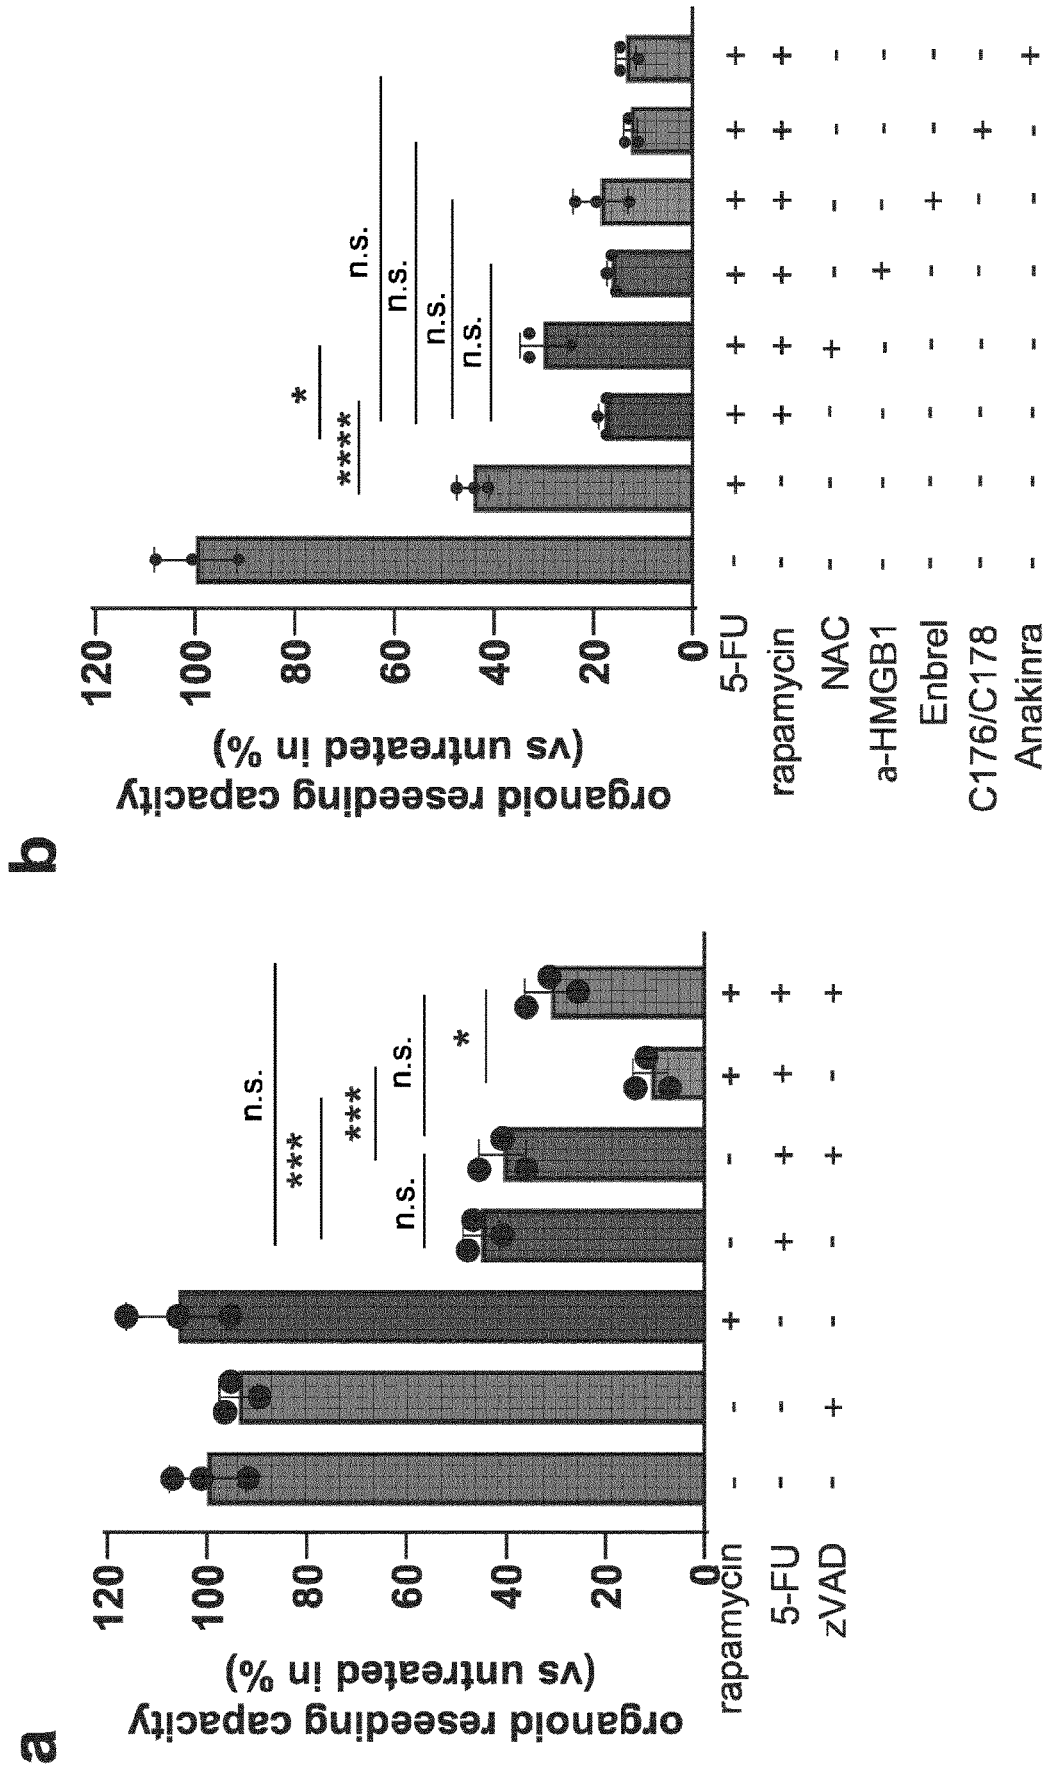 a
organoid reseeding capacity
(vs untreated in %)
120
100
80
60
40
20
0
n.s.
***
***
n.s. n.s.
*
rapamycin - - + - - + +
5-FU - - - + + + +
zVAD - + - - + - +
b
organoid reseeding capacity
(vs untreated in %)
120
100
80
60
40
20
0
*
****
n.s.
n.s.
n.s.
n.s.
5-FU - + + + + + + +
rapamycin - - + + + + + +
NAC - - - + - - - -
a-HMGB1 - - - - + - - -
Enbrel - - - - - + - -
C176/C178 - - - - - - + -
Anakinra - - - - - - - +